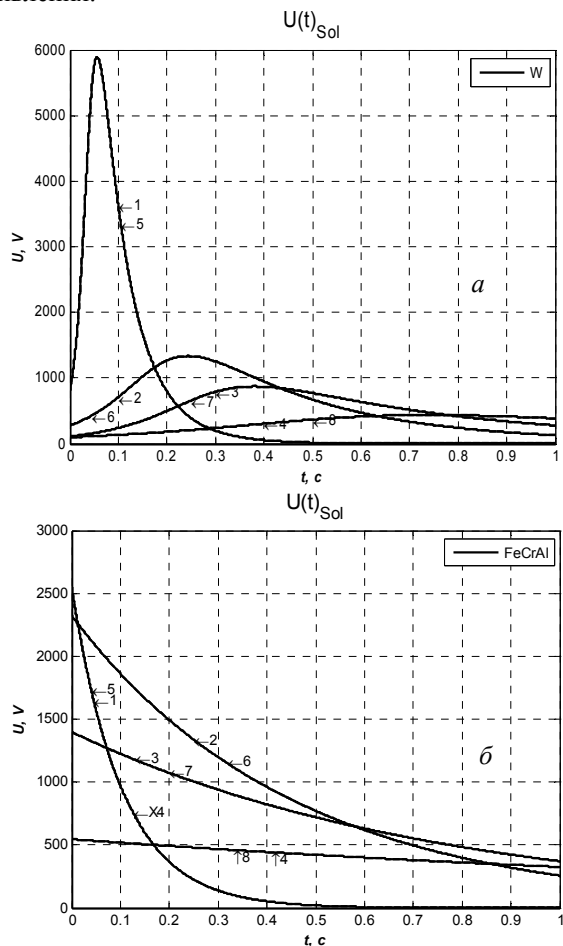 U(t)Sol
6000
5000
4000
3000
2000
1000
0
U, V
W
←1
←5
а
←6
←2
←7
←3
←4
←8
0 0.1 0.2 0.3 0.4 0.5 0.6 0.7 0.8 0.9 1
t, c
U(t)Sol
3000
2500
2000
1500
1000
500
0
U, V
FeCrAl
←5
←1
←2
←6
б
←3
←7
←X4
↑8 ↑4
0 0.1 0.2 0.3 0.4 0.5 0.6 0.7 0.8 0.9 1
t, c